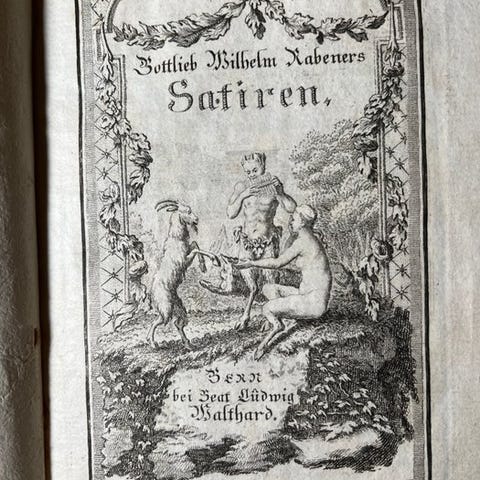 Gottlieb Wilhelm Rabeners
Satiren,
BERN
bei Beat Ludwig
Walthard.